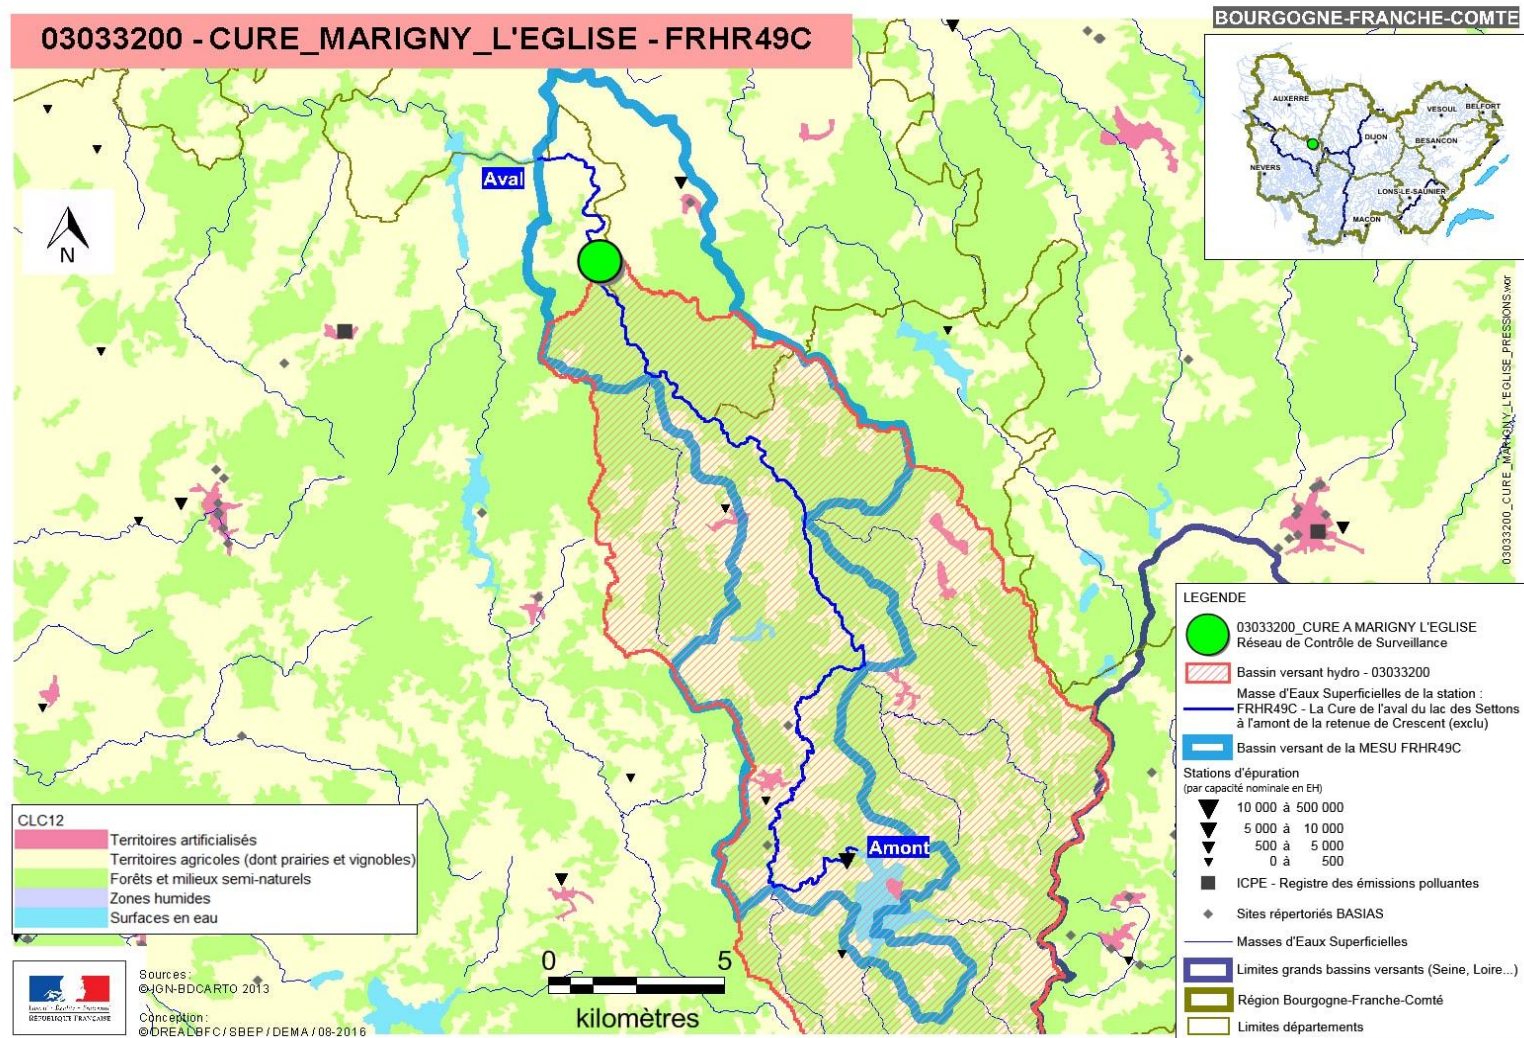 03033200 - CURE_MARIGNY_L'EGLISE - FRHR49C
BOURGOGNE-FRANCHE-COMTE
AUXERRE
VESOUL
BELFORT
DIJON
BESANCON
NEVERS
LONS-LE-SAUNIER
MACON
03033200_CURE_MARIGNY_L'EGLISE_PRESSIONS.wor
N
Aval
Amont
LEGENDE
03033200_CURE A MARIGNY L'EGLISE
Réseau de Contrôle de Surveillance
Bassin versant hydro - 03033200
Masse d'Eaux Superficielles de la station :
FRHR49C - La Cure de l'aval du lac des Settons
à l'amont de la retenue de Crescent (exclu)
Bassin versant de la MESU FRHR49C
Stations d'épuration
(par capacité nominale en EH)
10 000 à 500 000
5 000 à 10 000
500 à 5 000
0 à 500
ICPE - Registre des émissions polluantes
Sites répertoriés BASIAS
Masses d'Eaux Superficielles
Limites grands bassins versants (Seine, Loire...)
Région Bourgogne-Franche-Comté
Limites départements
CLC12
Territoires artificialisés
Territoires agricoles (dont prairies et vignobles)
Forêts et milieux semi-naturels
Zones humides
Surfaces en eau
0 5
kilomètres
Liberté • Égalité • Fraternité
RÉPUBLIQUE FRANÇAISE
Sources :
©IGN-BDCARTO 2013
Conception :
©DREAL BFC / SBEP / DEMA / 08-2016